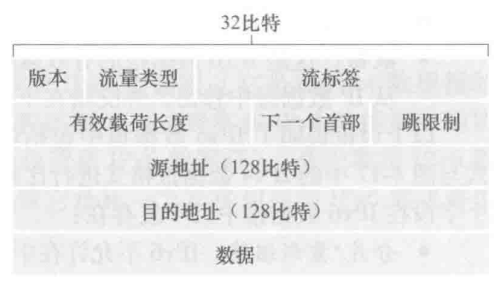 32比特
版本 流量类型 流标签
有效载荷长度 下一个首部 跳限制
源地址（128比特）
目的地址（128比特）
数据